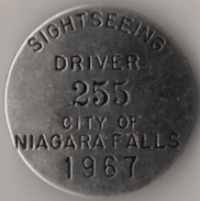 SIGHTSEEING
DRIVER
255
CITY OF
NIAGARA FALLS
1967